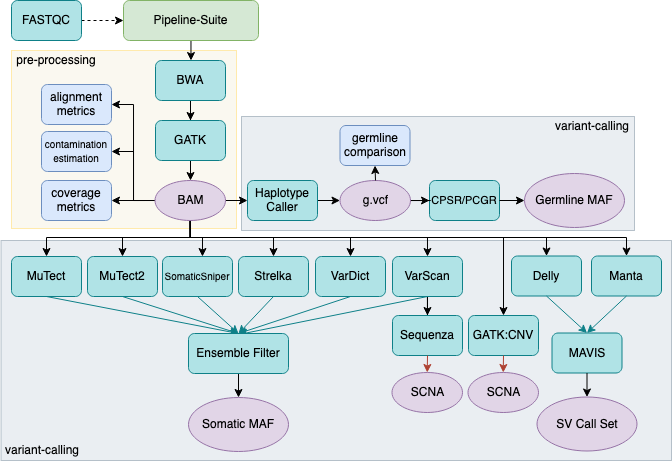 FASTQC
Pipeline-Suite
pre-processing
BWA
alignment
metrics
GATK
contamination
estimation
coverage
metrics
BAM
variant-calling
germline
comparison
Haplotype
Caller
g.vcf
CPSR/PCGR
Germline MAF
MuTect
MuTect2
SomaticSniper
Strelka
VarDict
VarScan
Delly
Manta
Ensemble Filter
Sequenza
GATK:CNV
MAVIS
SCNA
SCNA
Somatic MAF
SV Call Set
variant-calling